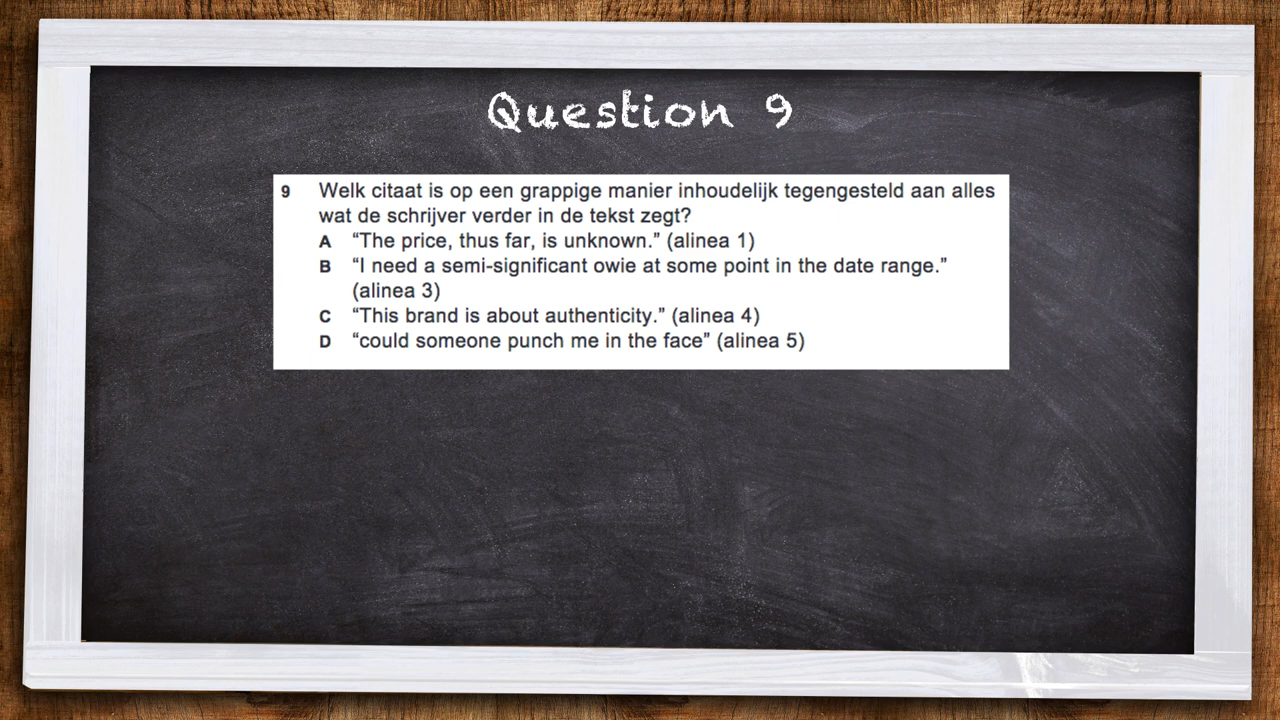 Question 9
9 Welk citaat is op een grappige manier inhoudelijk tegengesteld aan alles
wat de schrijver verder in de tekst zegt?
A “The price, thus far, is unknown.” (alinea 1)
B “I need a semi-significant owie at some point in the date range.”
(alinea 3)
C “This brand is about authenticity.” (alinea 4)
D “could someone punch me in the face” (alinea 5)